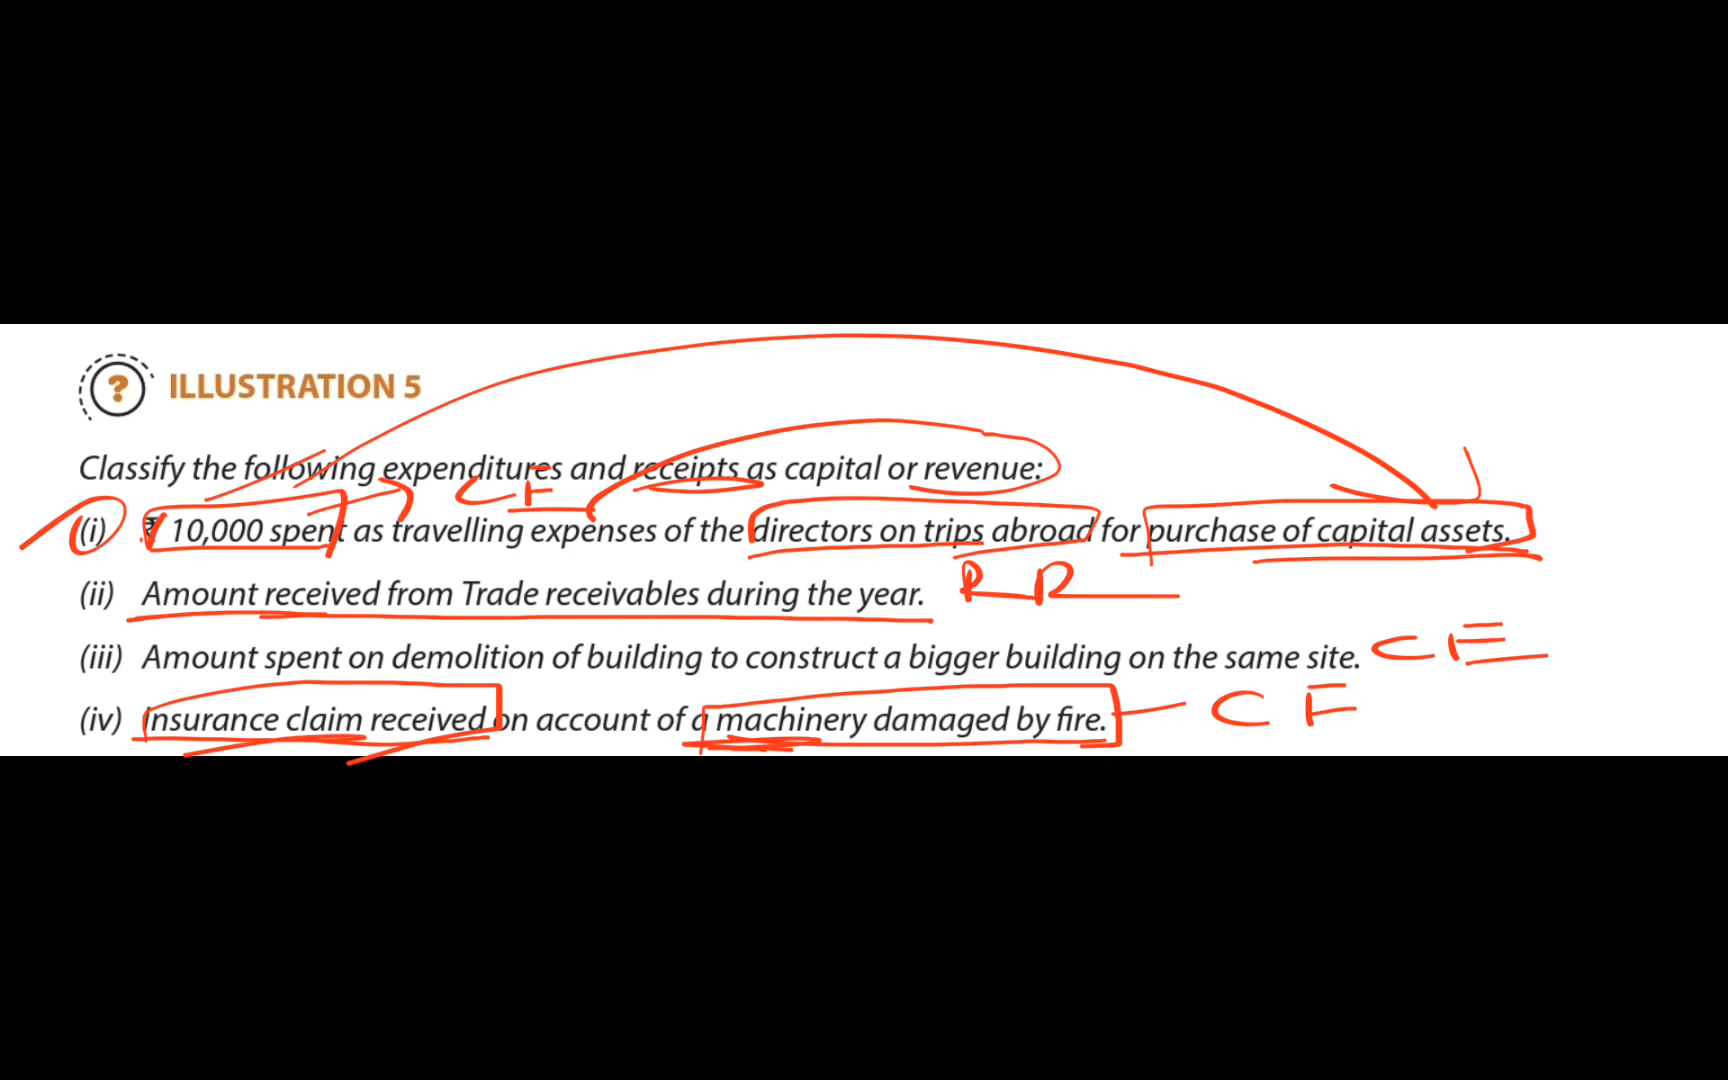 ? ILLUSTRATION 5
Classify the following expenditures and receipts as capital or revenue:
CE
(i) ₹ 10,000 spent as travelling expenses of the directors on trips abroad for purchase of capital assets.
(ii) Amount received from Trade receivables during the year. RR
(iii) Amount spent on demolition of building to construct a bigger building on the same site. CE
(iv) Insurance claim received on account of a machinery damaged by fire. - CF